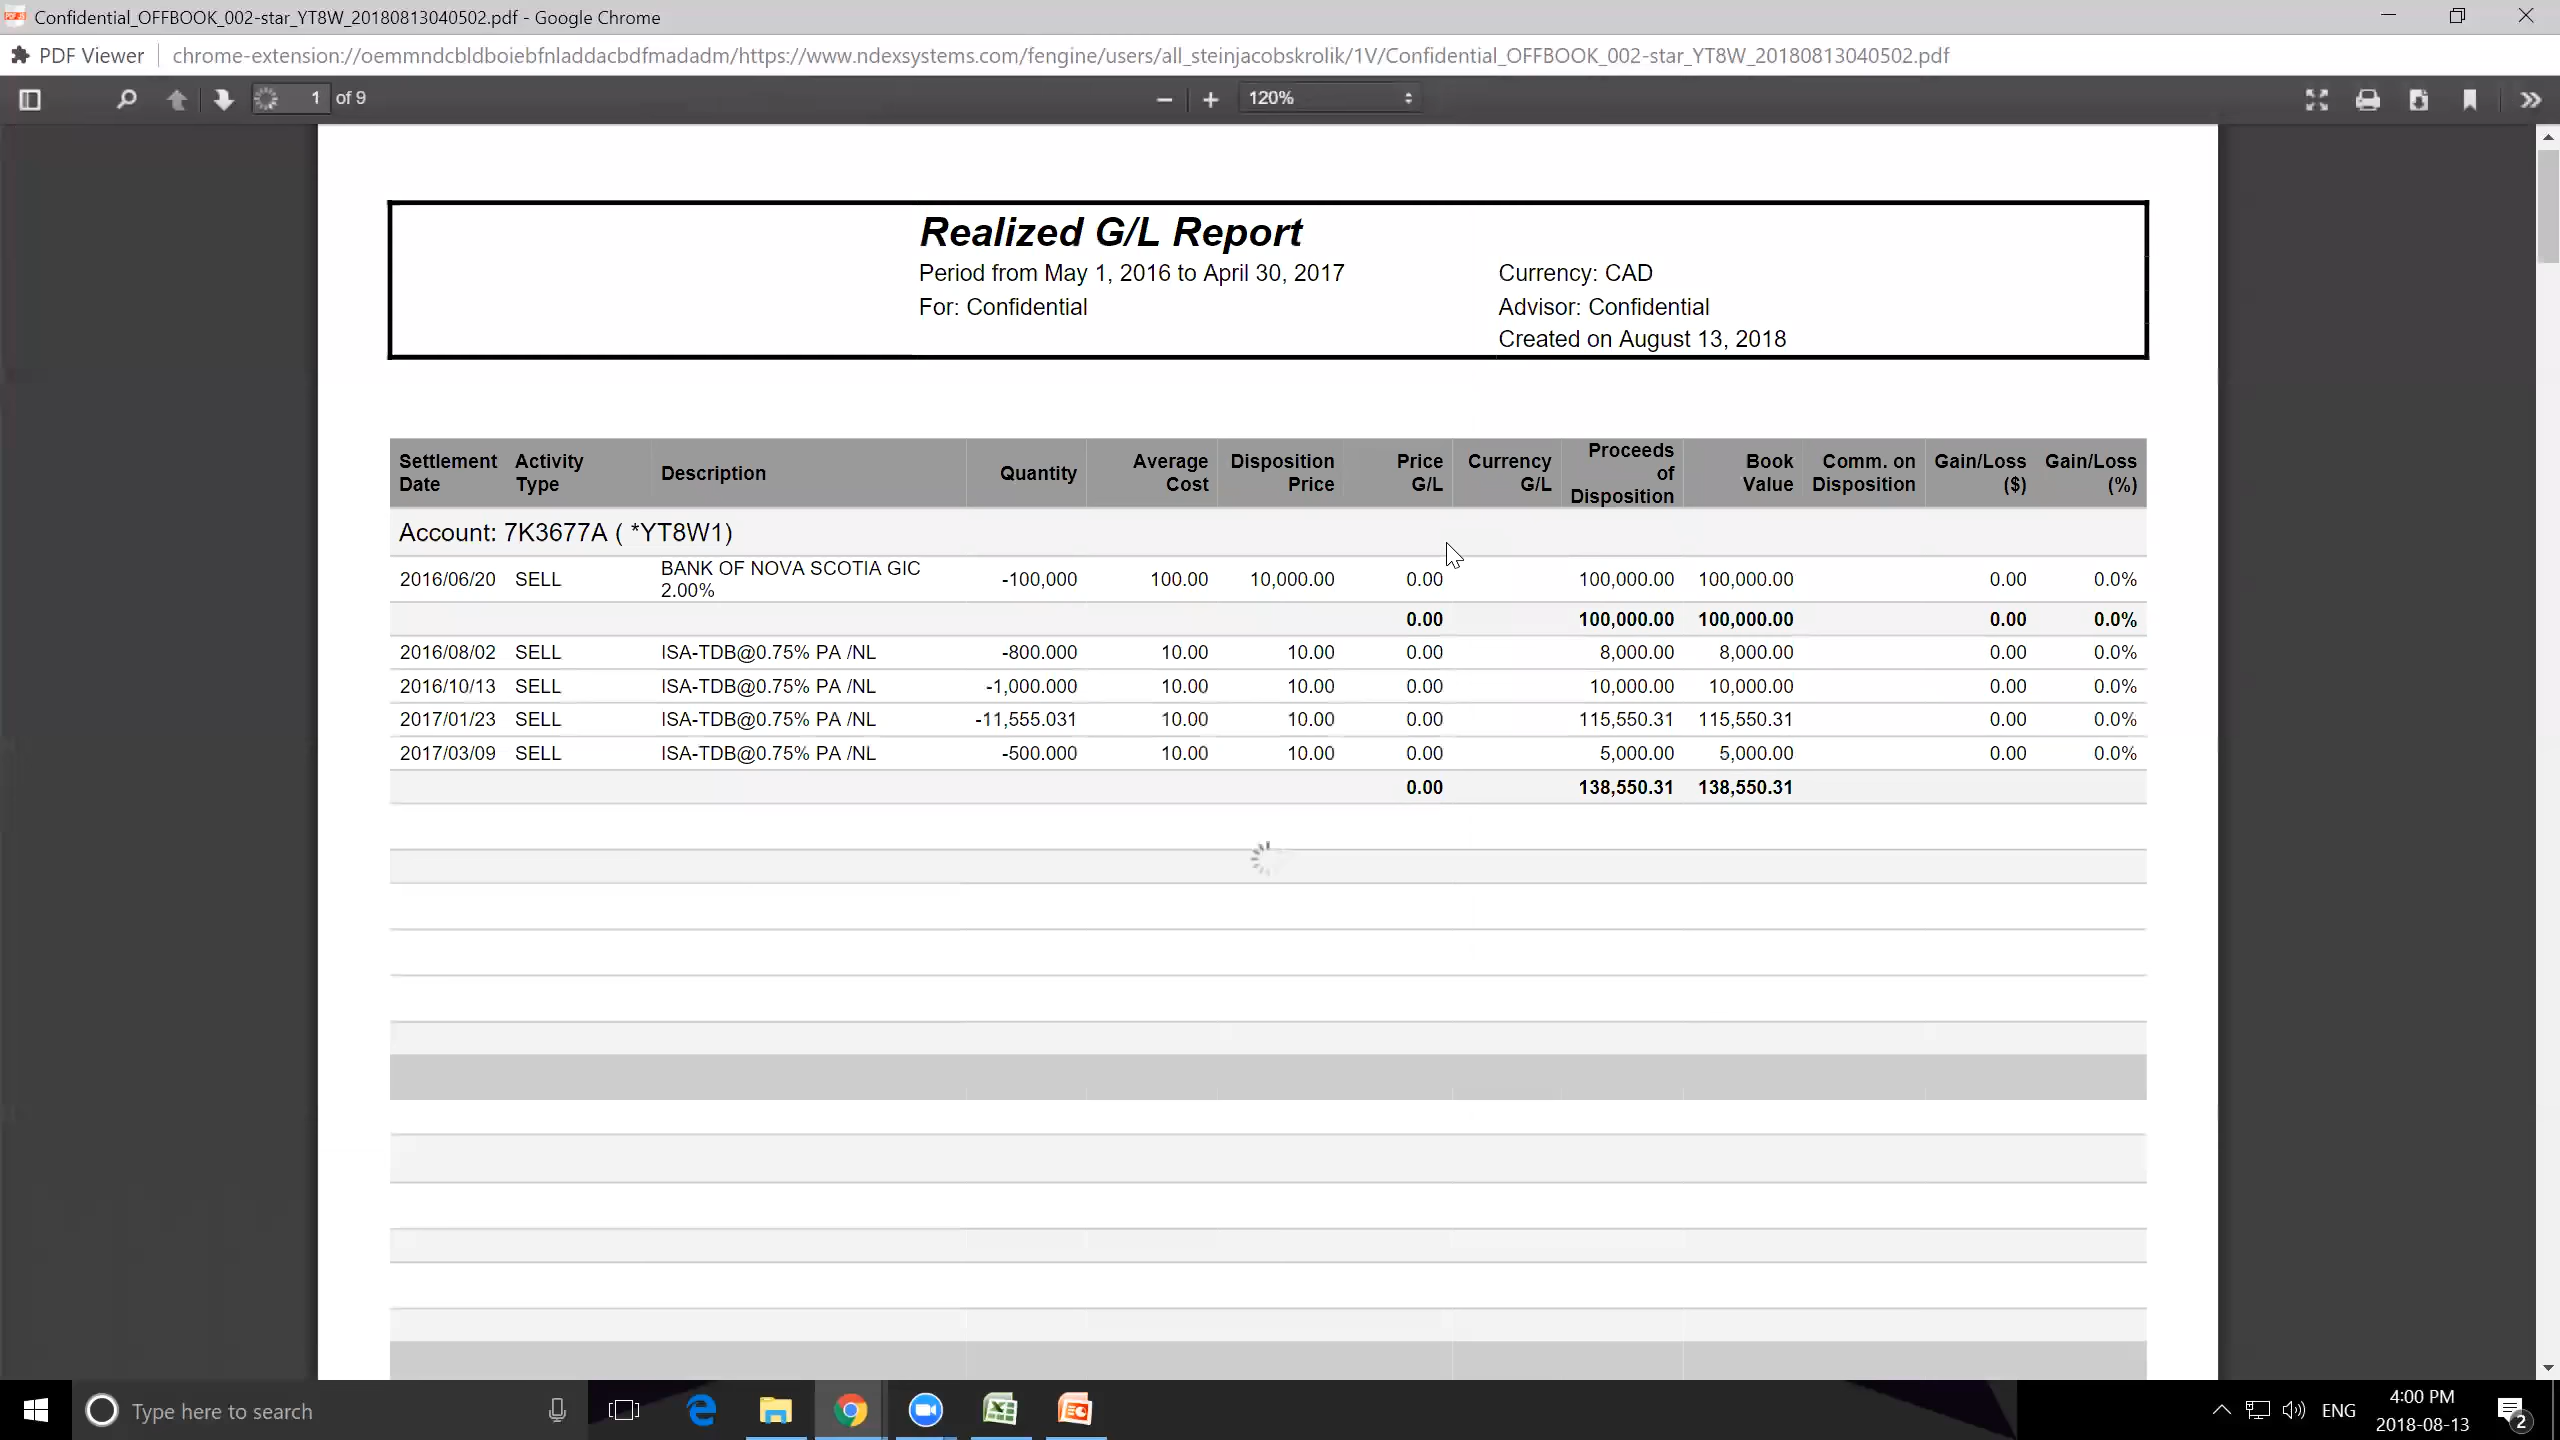 Confidential_OFFBOOK_002-star_YT8W_20180813040502.pdf - Google Chrome
PDF Viewer chrome-extension://oemmndcbldboiebfnladdacbdfmadadm/https://www.ndexsystems.com/fengine/users/all_steinjacobskrolik/1V/Confidential_OFFBOOK_002-star_YT8W_20180813040502.pdf
1 of 9 120%
Realized G/L Report
Period from May 1, 2016 to April 30, 2017 Currency: CAD
For: Confidential Advisor: Confidential
Created on August 13, 2018
Settlement Date Activity Type Description Quantity Average Cost Disposition Price Price G/L Currency G/L Proceeds of Disposition Book Value Comm. on Disposition Gain/Loss ($) Gain/Loss (%)
Account: 7K3677A ( *YT8W1)
2016/06/20 SELL BANK OF NOVA SCOTIA GIC 2.00% -100,000 100.00 10,000.00 0.00 100,000.00 100,000.00 0.00 0.0%
0.00 100,000.00 100,000.00 0.00 0.0%
2016/08/02 SELL ISA-TDB@0.75% PA /NL -800.000 10.00 10.00 0.00 8,000.00 8,000.00 0.00 0.0%
2016/10/13 SELL ISA-TDB@0.75% PA /NL -1,000.000 10.00 10.00 0.00 10,000.00 10,000.00 0.00 0.0%
2017/01/23 SELL ISA-TDB@0.75% PA /NL -11,555.031 10.00 10.00 0.00 115,550.31 115,550.31 0.00 0.0%
2017/03/09 SELL ISA-TDB@0.75% PA /NL -500.000 10.00 10.00 0.00 5,000.00 5,000.00 0.00 0.0%
0.00 138,550.31 138,550.31
Type here to search
ENG 4:00 PM
2018-08-13
2